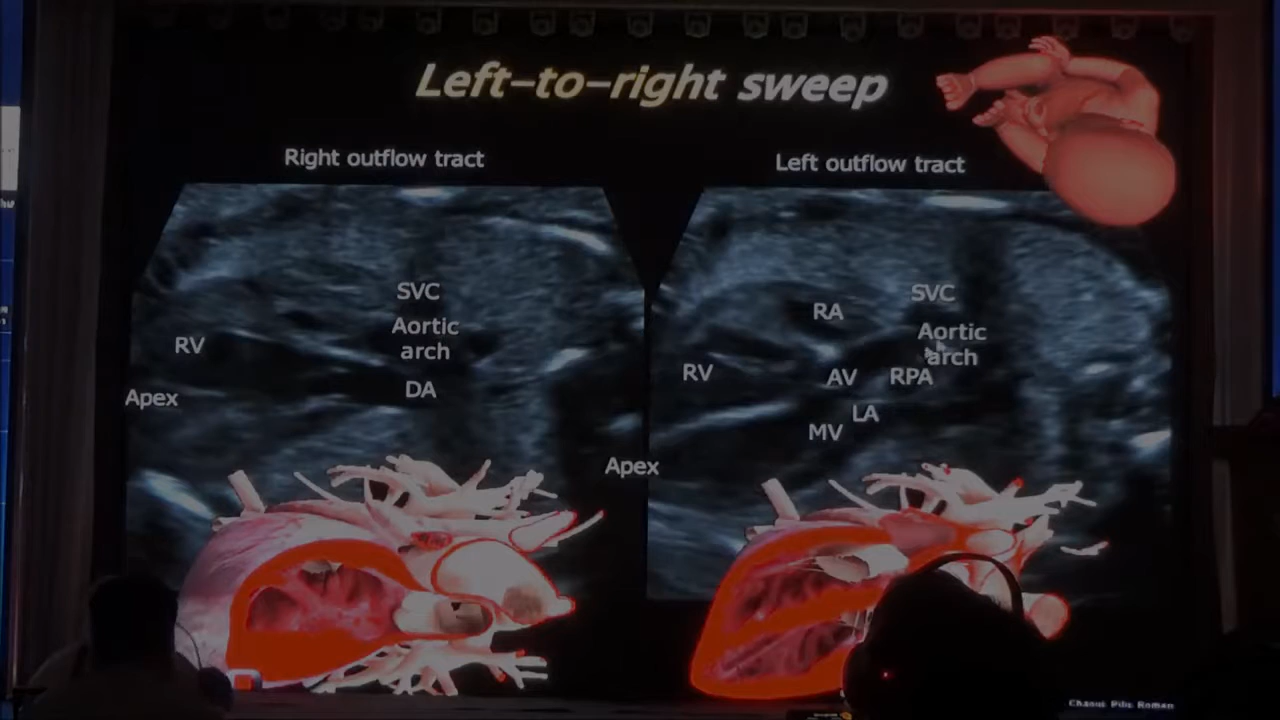 Left-to-right sweep
Right outflow tract
Left outflow tract
SVC
Aortic
arch
RV
DA
Apex
SVC
RA
Aortic
arch
RV
AV
RPA
LA
MV
Apex